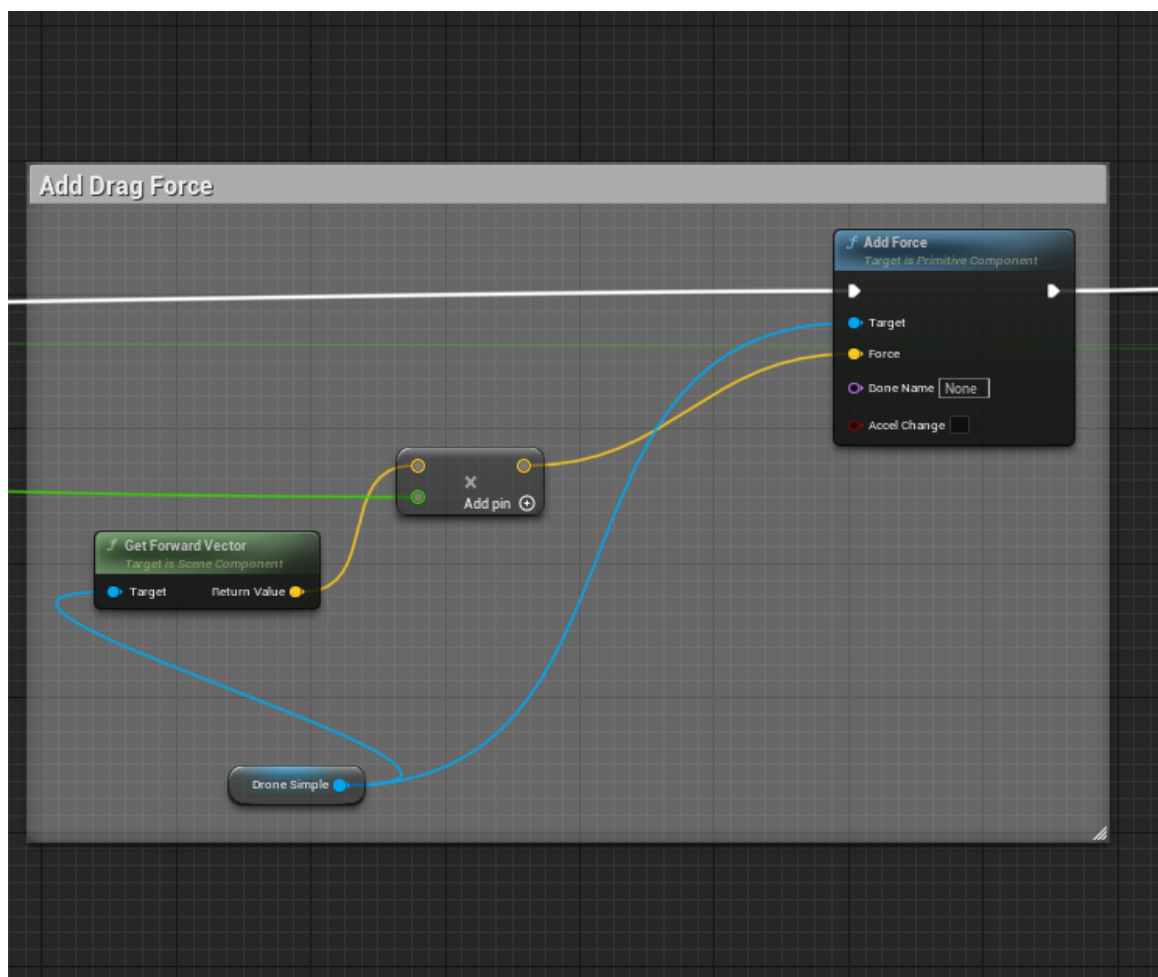 Add Drag Force
f Add Force
Target is Primitive Component
Target
Force
Bone Name None
Accel Change
×
Add pin
f Get Forward Vector
Target is Scene Component
Target Return Value
Drone Simple